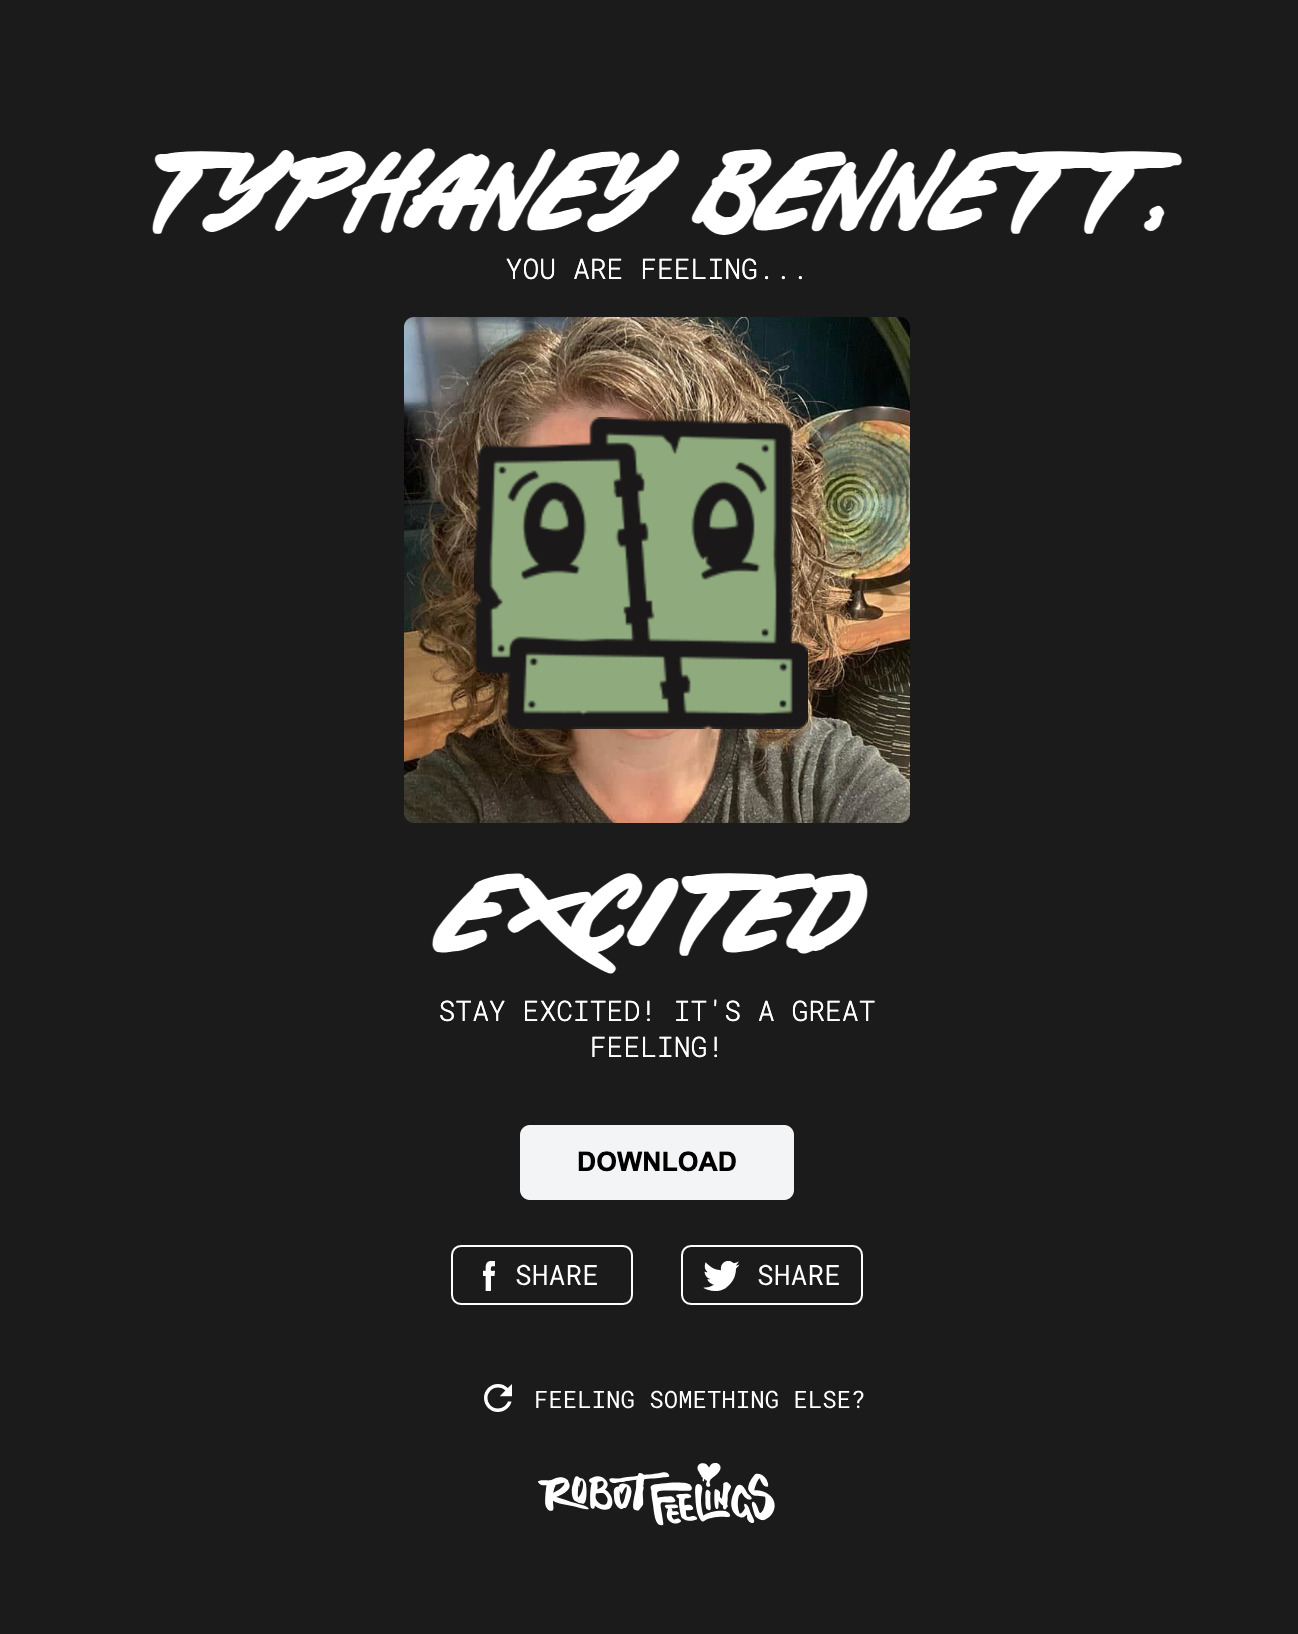 TYPHANEY BENNETT.
YOU ARE FEELING...
EXCITED
STAY EXCITED! IT'S A GREAT
FEELING!
DOWNLOAD
f SHARE
SHARE
FEELING SOMETHING ELSE?
ROBOT FEELINGS